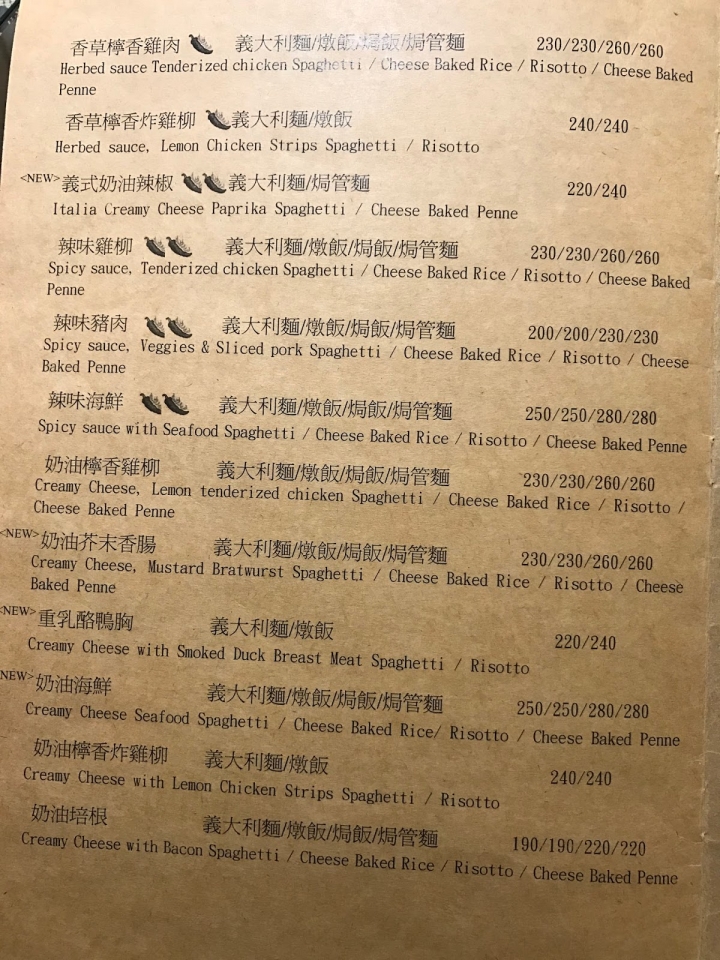 香草檸香雞肉 義大利麵/燉飯/焗飯/焗管麵 230/230/260/260
Herbed sauce Tenderized chicken Spaghetti / Cheese Baked Rice / Risotto / Cheese Baked
Penne
香草檸香炸雞柳 義大利麵/燉飯 240/240
Herbed sauce, Lemon Chicken Strips Spaghetti / Risotto
<NEW>義式奶油辣椒 義大利麵/焗管麵 220/240
Italia Creamy Cheese Paprika Spaghetti / Cheese Baked Penne
辣味雞柳 義大利麵/燉飯/焗飯/焗管麵 230/230/260/260
Spicy sauce, Tenderized chicken Spaghetti / Cheese Baked Rice / Risotto / Cheese Baked
Penne
辣味豬肉 義大利麵/燉飯/焗飯/焗管麵 200/200/230/230
Spicy sauce, Veggies & Sliced pork Spaghetti / Cheese Baked Rice / Risotto / Cheese
Baked Penne
辣味海鮮 義大利麵/燉飯/焗飯/焗管麵 250/250/280/280
Spicy sauce with Seafood Spaghetti / Cheese Baked Rice / Risotto / Cheese Baked Penne
奶油檸香雞柳 義大利麵/燉飯/焗飯/焗管麵 230/230/260/260
Creamy Cheese, Lemon tenderized chicken Spaghetti / Cheese Baked Rice / Risotto /
Cheese Baked Penne
<NEW>奶油芥末香腸 義大利麵/燉飯/焗飯/焗管麵 230/230/260/260
Creamy Cheese, Mustard Bratwurst Spaghetti / Cheese Baked Rice / Risotto / Cheese
Baked Penne
<NEW>重乳酪鴨胸 義大利麵/燉飯 220/240
Creamy Cheese with Smoked Duck Breast Meat Spaghetti / Risotto
<NEW>奶油海鮮 義大利麵/燉飯/焗飯/焗管麵 250/250/280/280
Creamy Cheese Seafood Spaghetti / Cheese Baked Rice/ Risotto / Cheese Baked Penne
奶油檸香炸雞柳 義大利麵/燉飯 240/240
Creamy Cheese with Lemon Chicken Strips Spaghetti / Risotto
奶油培根 義大利麵/燉飯/焗飯/焗管麵 190/190/220/220
Creamy Cheese with Bacon Spaghetti / Cheese Baked Rice / Risotto / Cheese Baked Penne